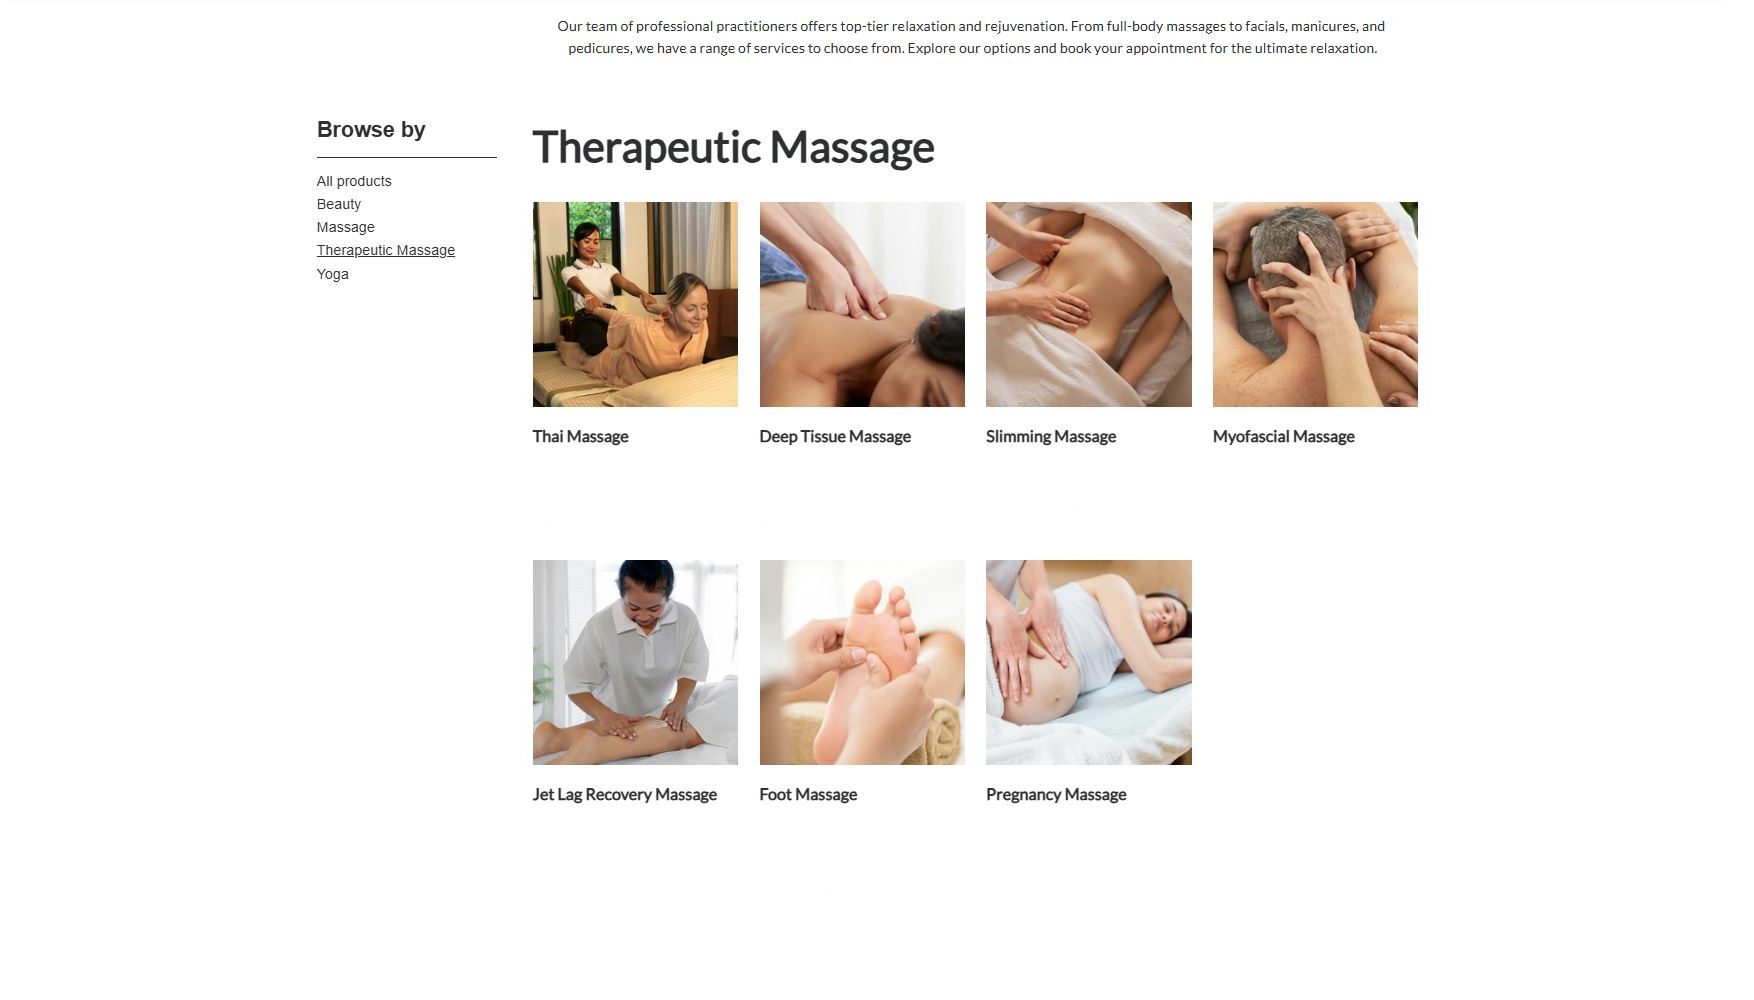 Our team of professional practitioners offers top-tier relaxation and rejuvenation. From full-body massages to facials, manicures, and
pedicures, we have a range of services to choose from. Explore our options and book your appointment for the ultimate relaxation.
Browse by
All products
Beauty
Massage
Therapeutic Massage
Yoga
Therapeutic Massage
Thai Massage
Deep Tissue Massage
Slimming Massage
Myofascial Massage
Jet Lag Recovery Massage
Foot Massage
Pregnancy Massage